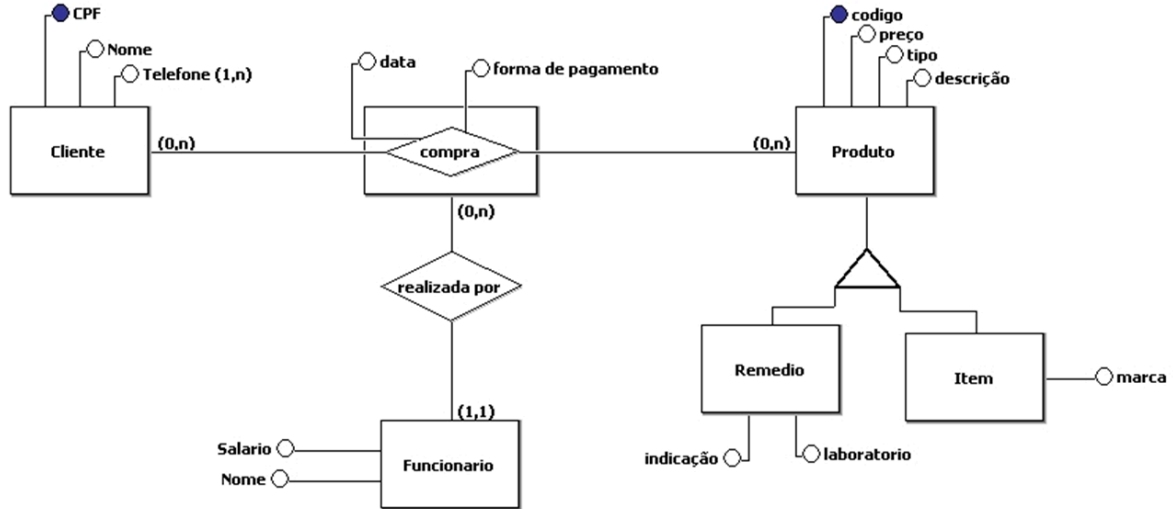 CPF
Nome
Telefone (1,n)
Cliente
(0,n)
data
forma de pagamento
compra
(0,n)
codigo
preço
tipo
descrição
Produto
(0,n)
realizada por
(1,1)
Salario
Nome
Funcionario
Remedio
indicação
laboratorio
Item
marca